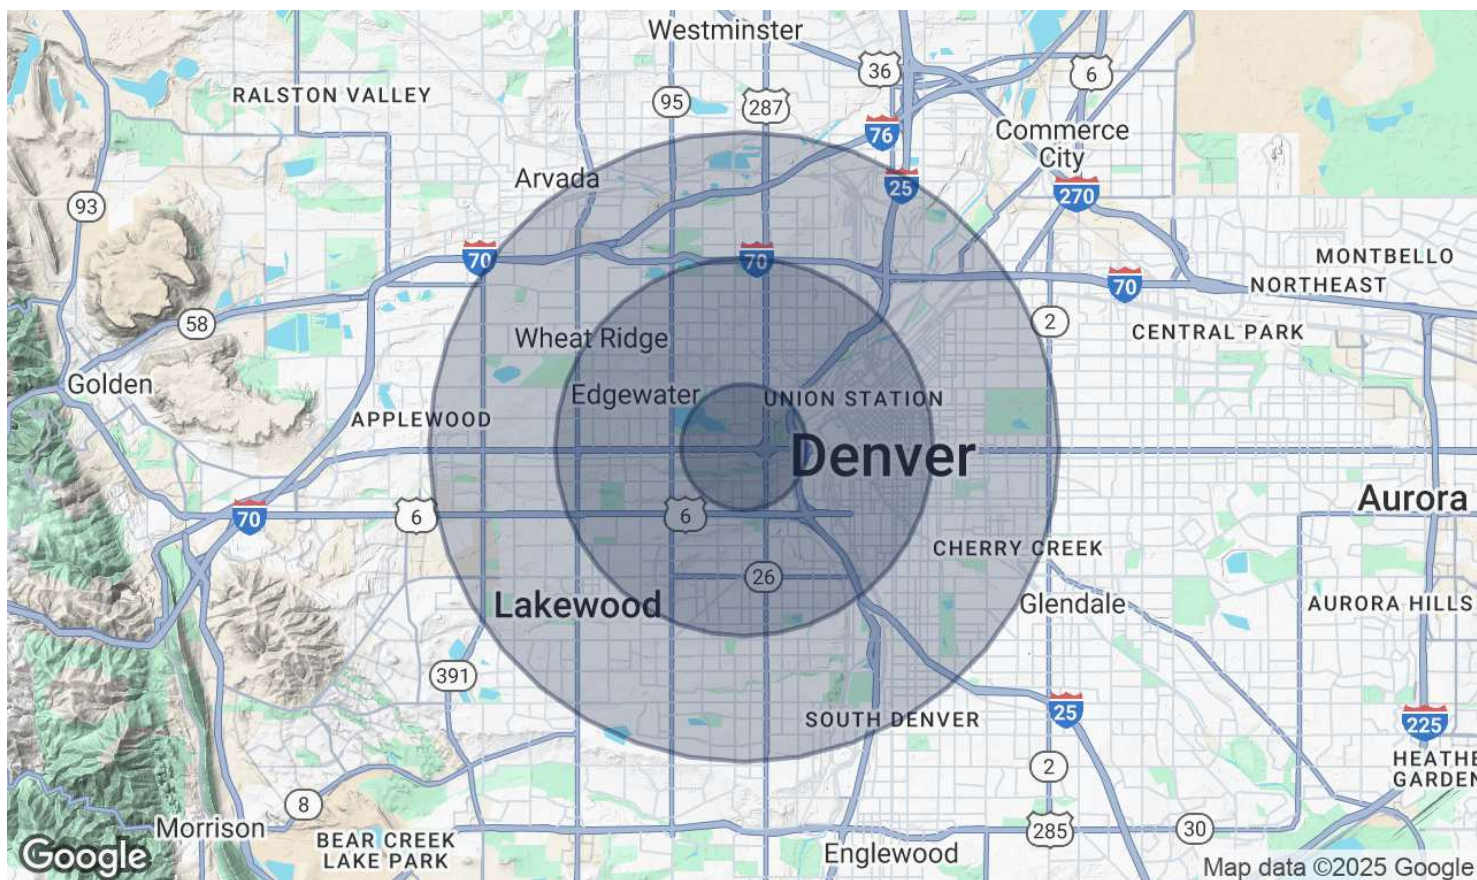 Westminster
36
6
RALSTON VALLEY
95
287
76
Commerce
City
Arvada
25
270
93
70
70
MONTBELLO
70
NORTHEAST
58
2
CENTRAL PARK
Wheat Ridge
Golden
Edgewater
UNION STATION
APPLEWOOD
Denver
Aurora
70
6
6
CHERRY CREEK
26
Lakewood
Glendale
AURORA HILLS
391
25
SOUTH DENVER
225
2
HEATHE
GARDEN
8
Morrison
BEAR CREEK
LAKE PARK
285
30
Englewood
Google
Map data ©2025 Google